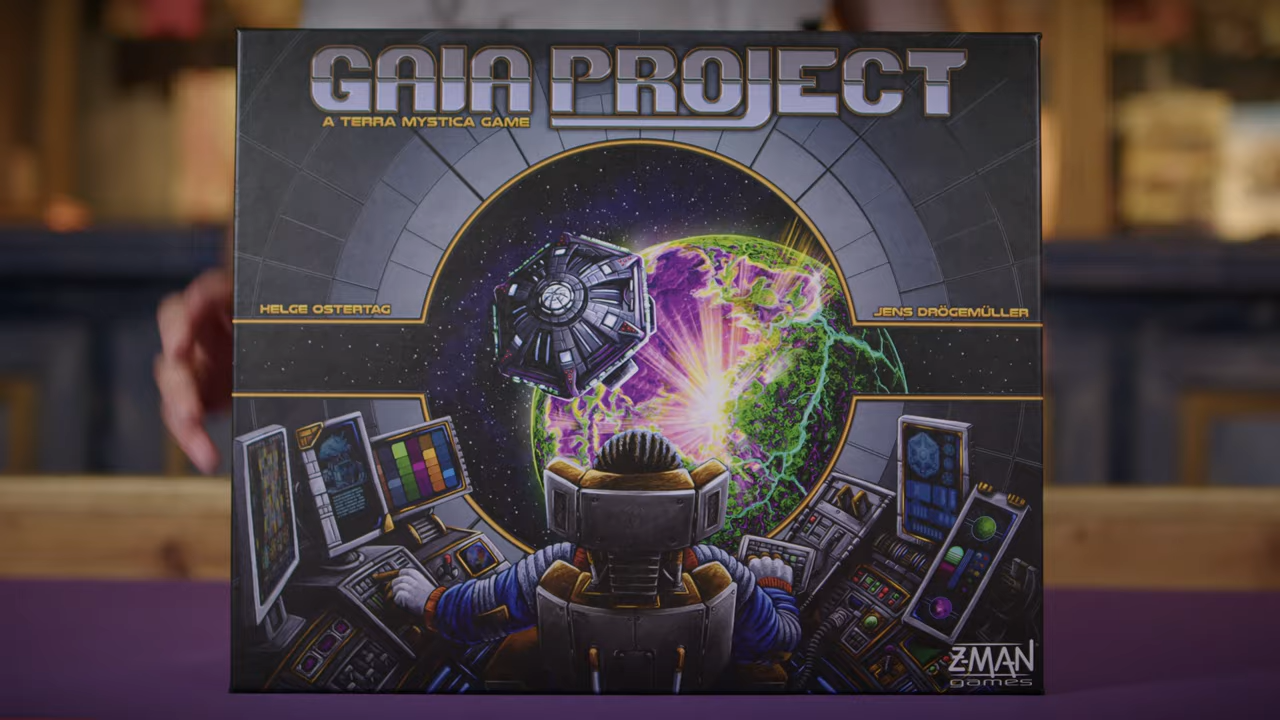 GAIA PROJECT
A TERRA MYSTICA GAME
HELGE OSTERTAG
JENS DRÖGEMÜLLER
Z-MAN
games